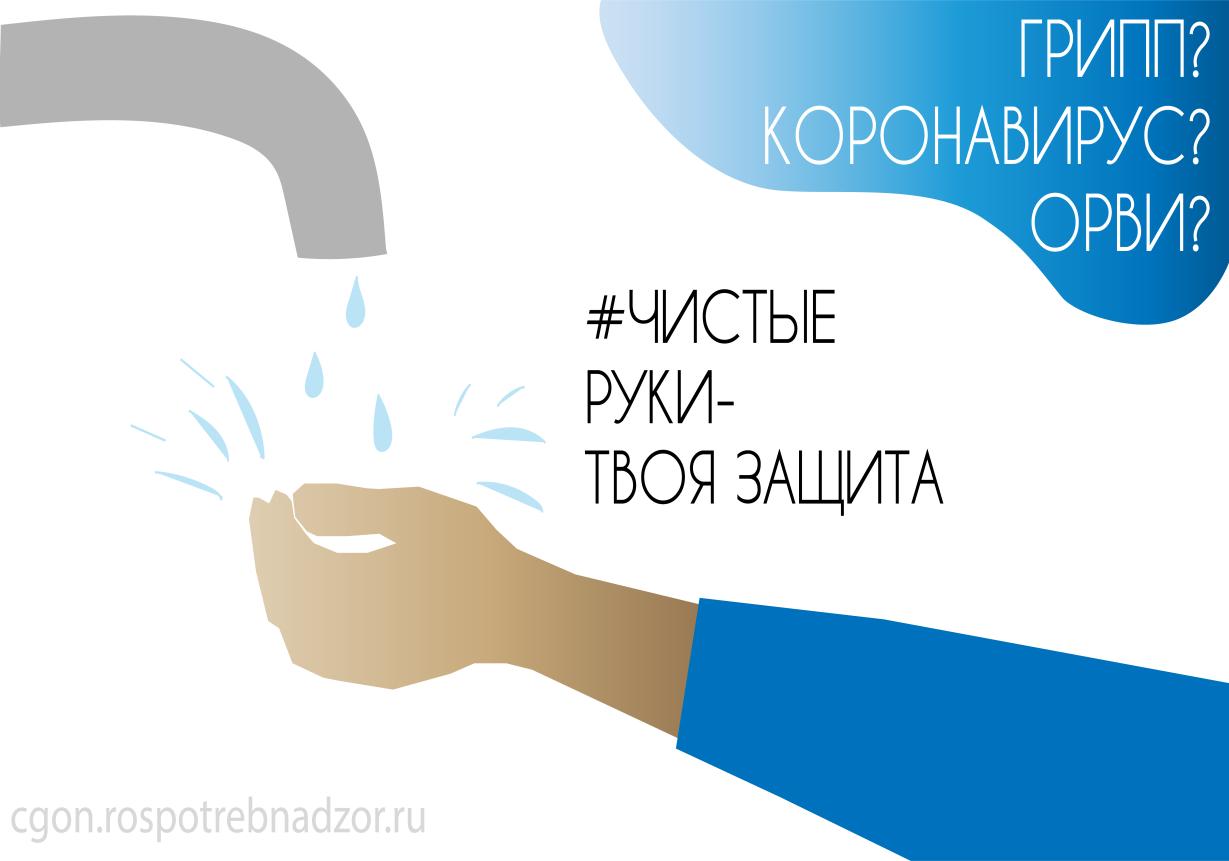 ГРИПП?
КОРОНАВИРУС?
ОРВИ?
#ЧИСТЫЕ
РУКИ-
ТВОЯ ЗАЩИТА
cgon.rospotrebnadzor.ru